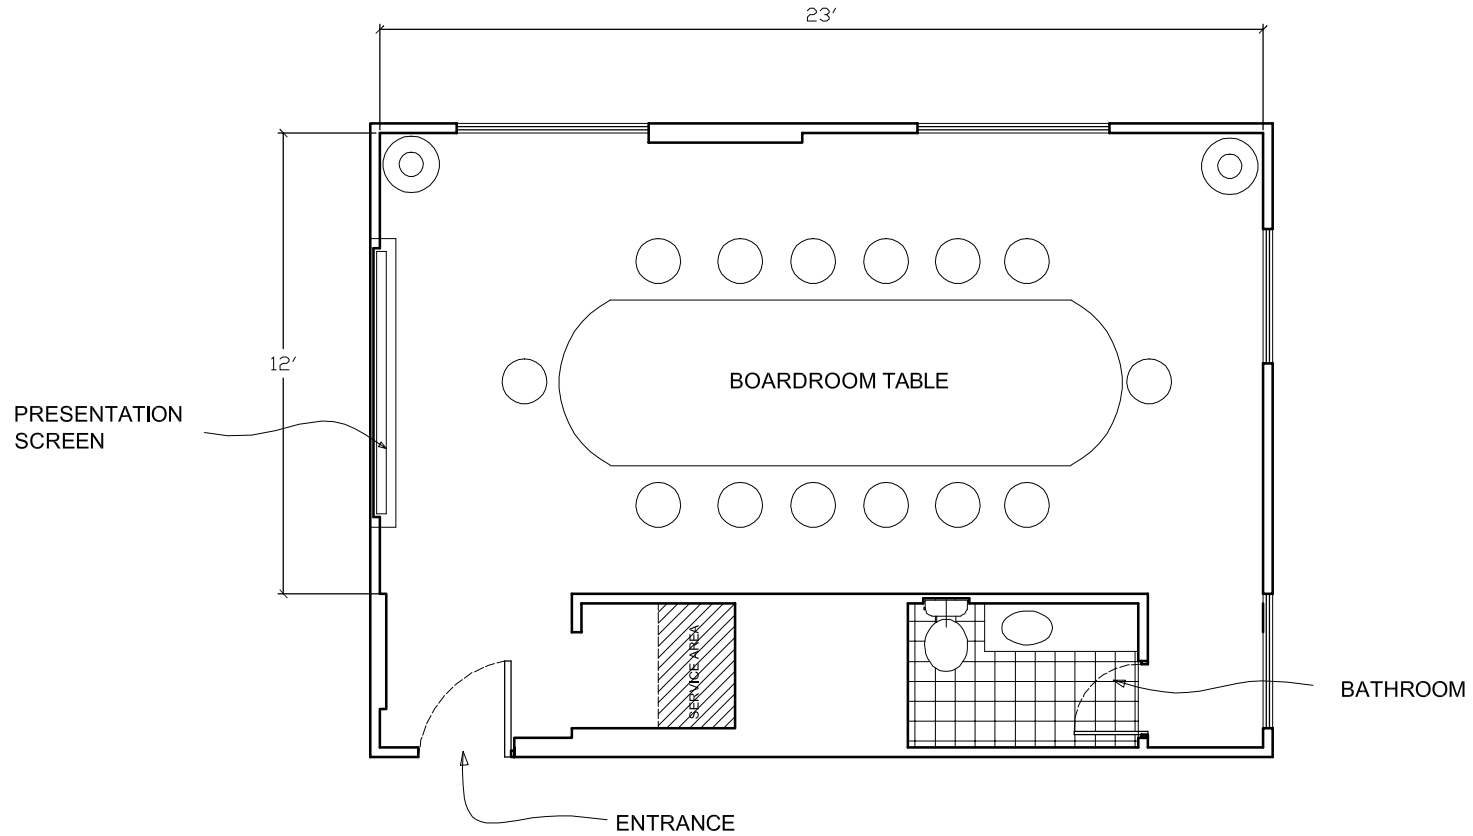 23'
12'
PRESENTATION
SCREEN
BOARDROOM TABLE
SERVICE AREA
BATHROOM
ENTRANCE